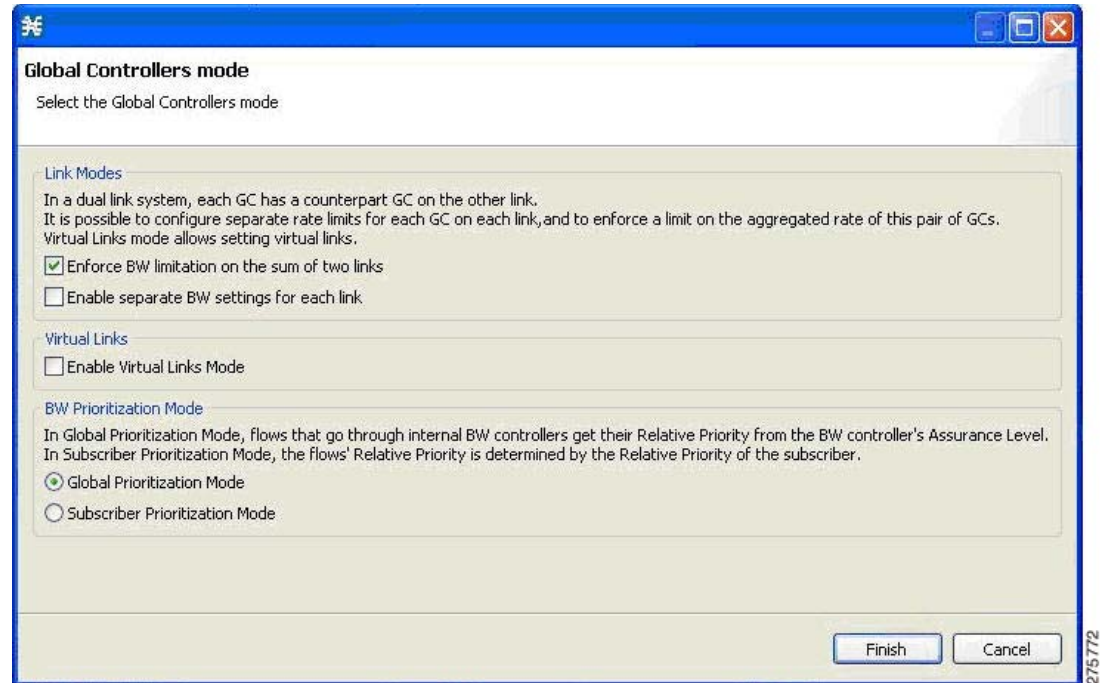 Global Controllers mode
Select the Global Controllers mode
Link Modes
In a dual link system, each GC has a counterpart GC on the other link.
It is possible to configure separate rate limits for each GC on each link,and to enforce a limit on the aggregated rate of this pair of GCs.
Virtual Links mode allows setting virtual links.
Enforce BW limitation on the sum of two links
Enable separate BW settings for each link
Virtual Links
Enable Virtual Links Mode
BW Prioritization Mode
In Global Prioritization Mode, flows that go through internal BW controllers get their Relative Priority from the BW controller's Assurance Level.
In Subscriber Prioritization Mode, the flows' Relative Priority is determined by the Relative Priority of the subscriber.
Global Prioritization Mode
Subscriber Prioritization Mode
Finish
Cancel
275772